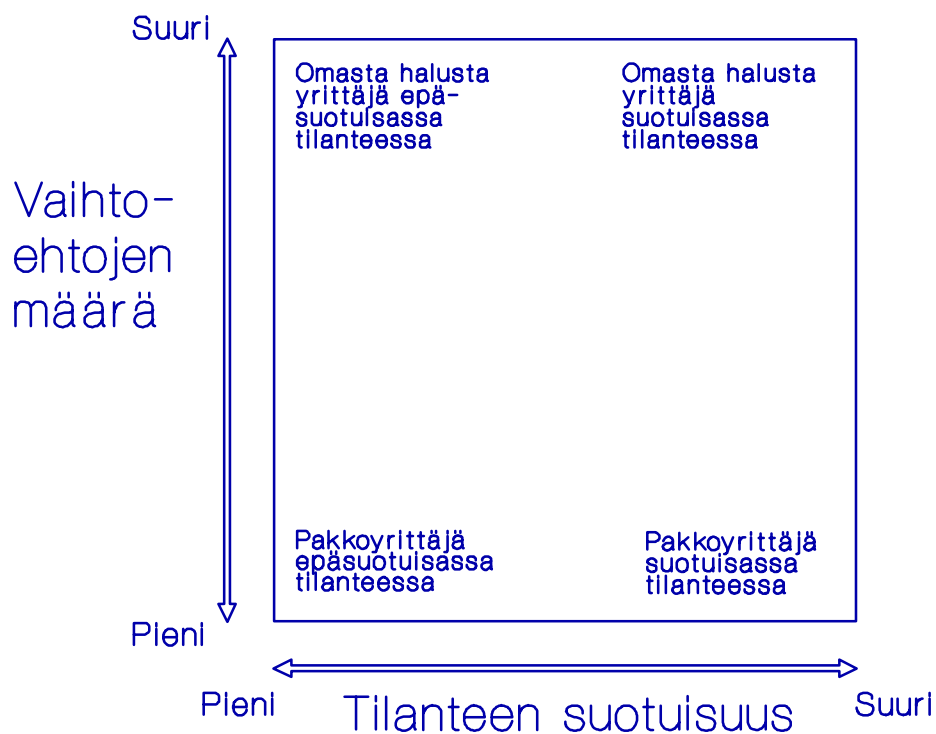 Suuri
Omasta halusta
yrittäjä epä-
suotuisassa
tilanteessa
Omasta halusta
yrittäjä
suotuisassa
tilanteessa
Vaihto-
ehtojen
määrä
Pakkoyrittäjä
epäsuotuisassa
tilanteessa
Pakkoyrittäjä
suotuisassa
tilanteessa
Pieni
Pieni
Tilanteen suotuisuus
Suuri